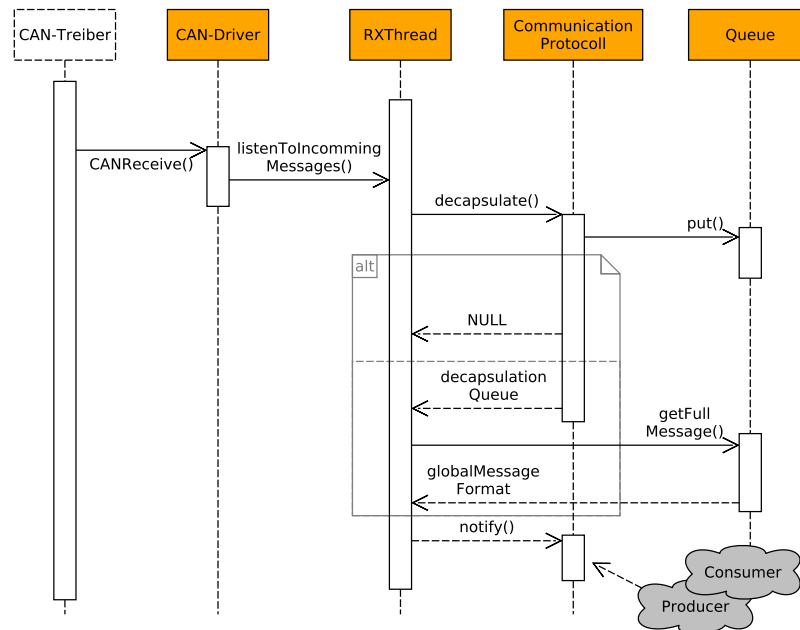 CAN-Treiber
CAN-Driver
RXThread
Communication
Protocoll
Queue
CANReceive()
listenToIncomming
Messages()
decapsulate()
put()
alt
NULL
decapsulation
Queue
getFull
Message()
globalMessage
Format
notify()
Consumer
Producer